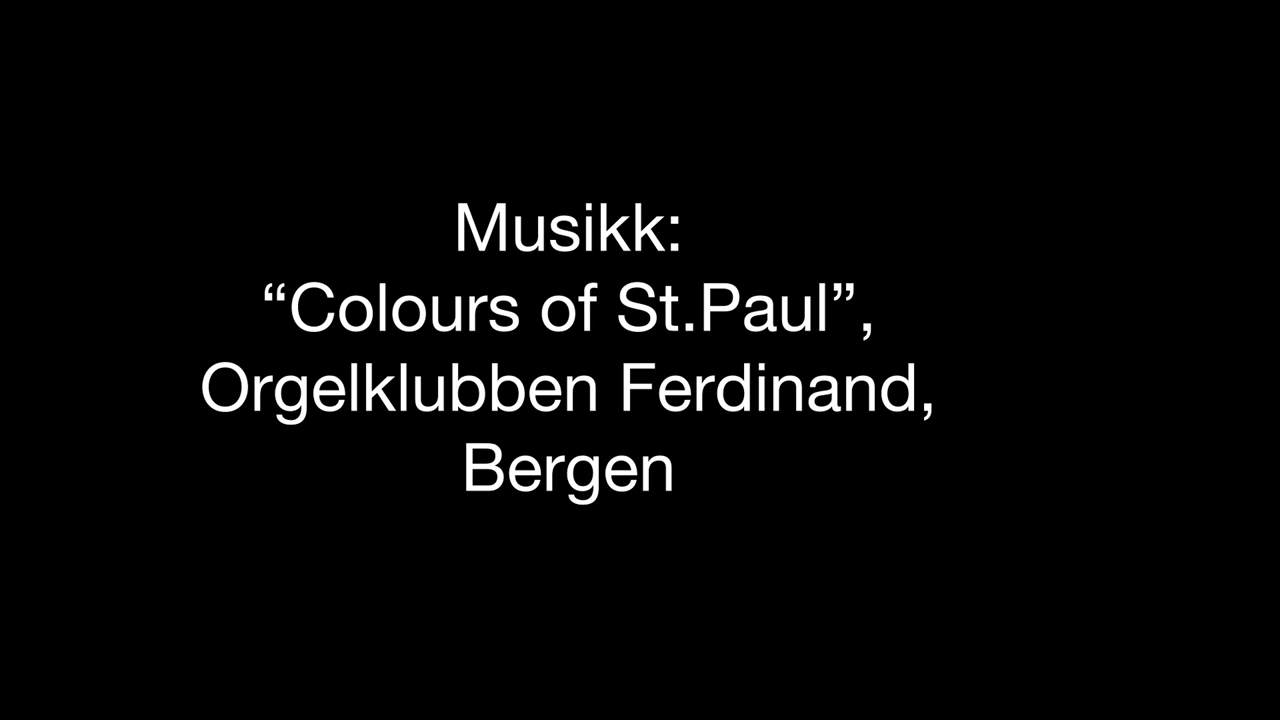 Musikk:
“Colours of St.Paul”,
Orgelklubben Ferdinand,
Bergen